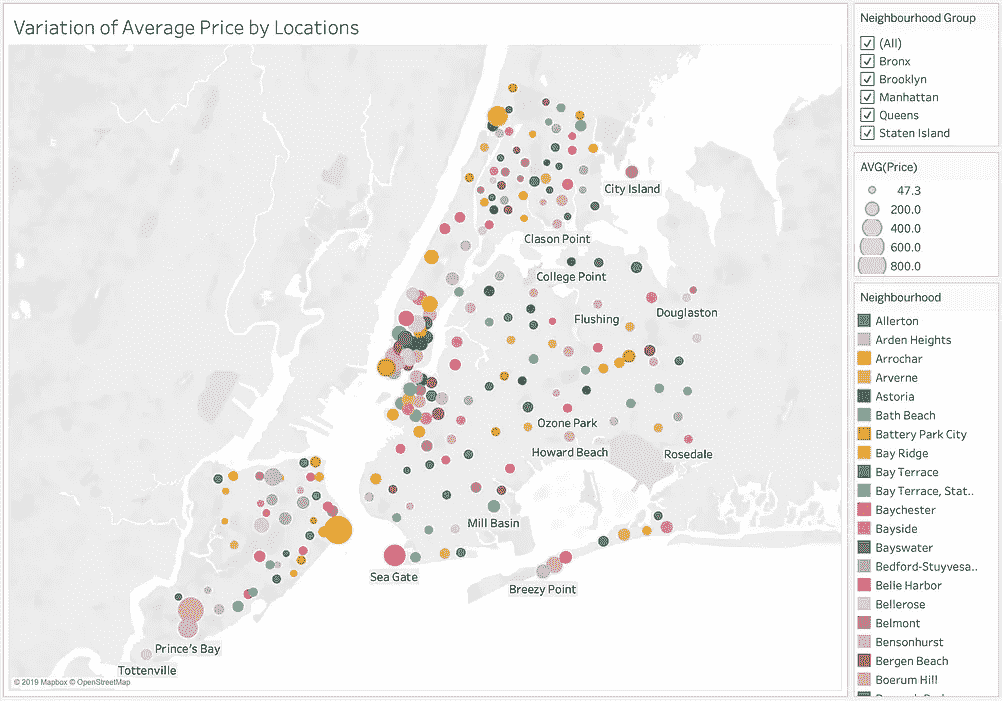 Variation of Average Price by Locations
City Island
Clason Point
College Point
Flushing
Douglaston
Ozone Park
Howard Beach
Rosedale
Mill Basin
Sea Gate
Breezy Point
Prince's Bay
Tottenville
© 2019 Mapbox © OpenStreetMap
Neighbourhood Group
(All)
Bronx
Brooklyn
Manhattan
Queens
Staten Island
AVG(Price)
47.3
200.0
400.0
600.0
800.0
Neighbourhood
Allerton
Arden Heights
Arrochar
Arverne
Astoria
Bath Beach
Battery Park City
Bay Ridge
Bay Terrace
Bay Terrace, Stat..
Baychester
Bayside
Bayswater
Bedford-Stuyvesa..
Belle Harbor
Bellerose
Belmont
Bensonhurst
Bergen Beach
Boerum Hill